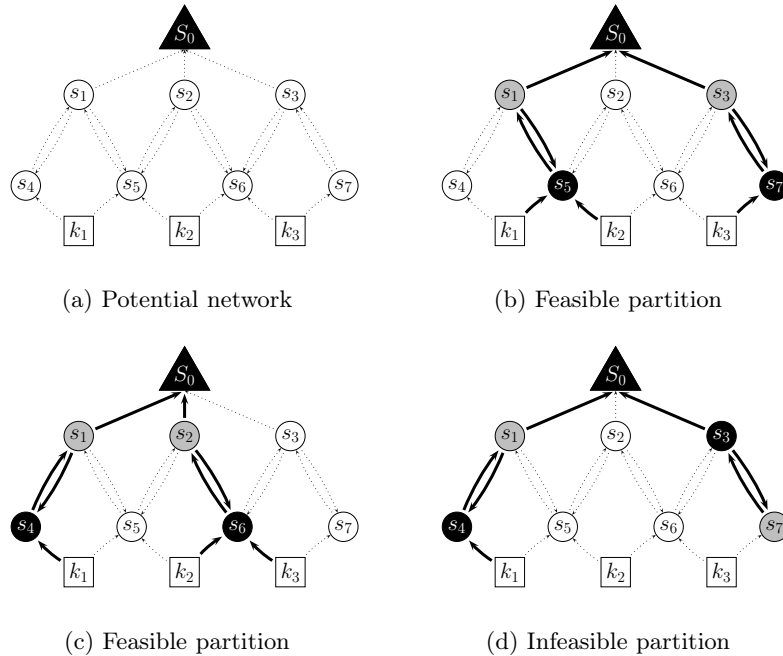 S₀ S₀
s₁ s₂ s₃ s₁ s₂ s₃
s₄ s₅ s₆ s₇ s₄ s₅ s₆ s₇
k₁ k₂ k₃ k₁ k₂ k₃
(a) Potential network (b) Feasible partition
S₀ S₀
s₁ s₂ s₃ s₁ s₂ s₃
s₄ s₅ s₆ s₇ s₄ s₅ s₆ s₇
k₁ k₂ k₃ k₁ k₂ k₃
(c) Feasible partition (d) Infeasible partition